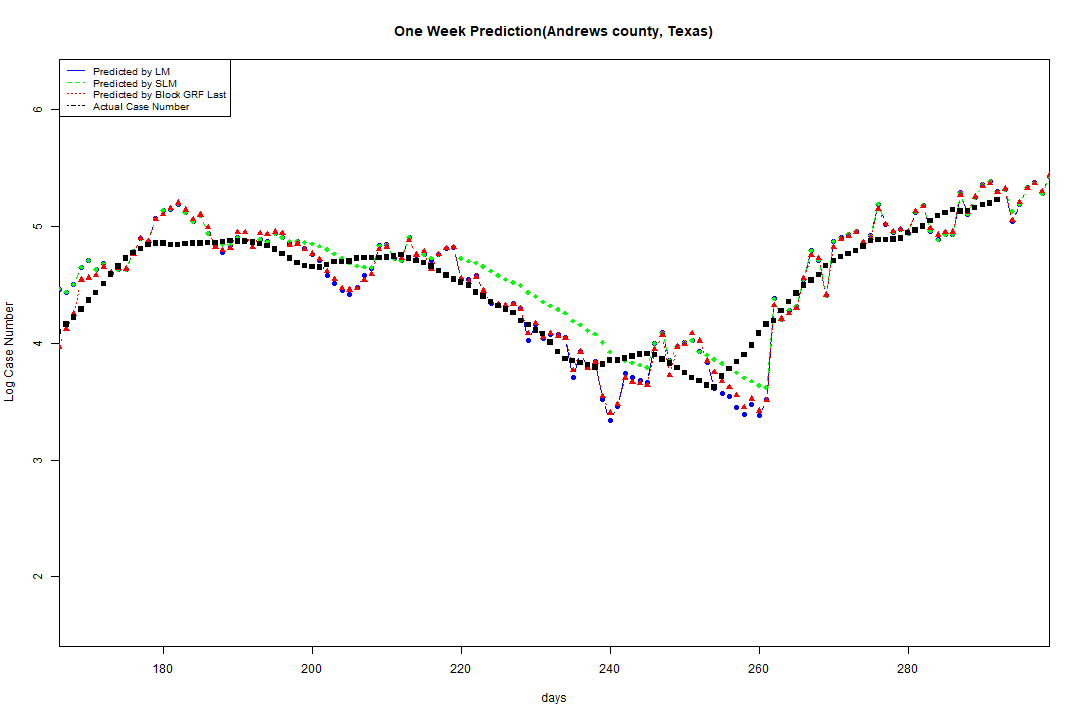 One Week Prediction(Andrews county, Texas)
Predicted by LM
Predicted by SLM
Predicted by Block GRF Last
Actual Case Number
6
5
4
3
2
Log Case Number
180 200 220 240 260 280
days